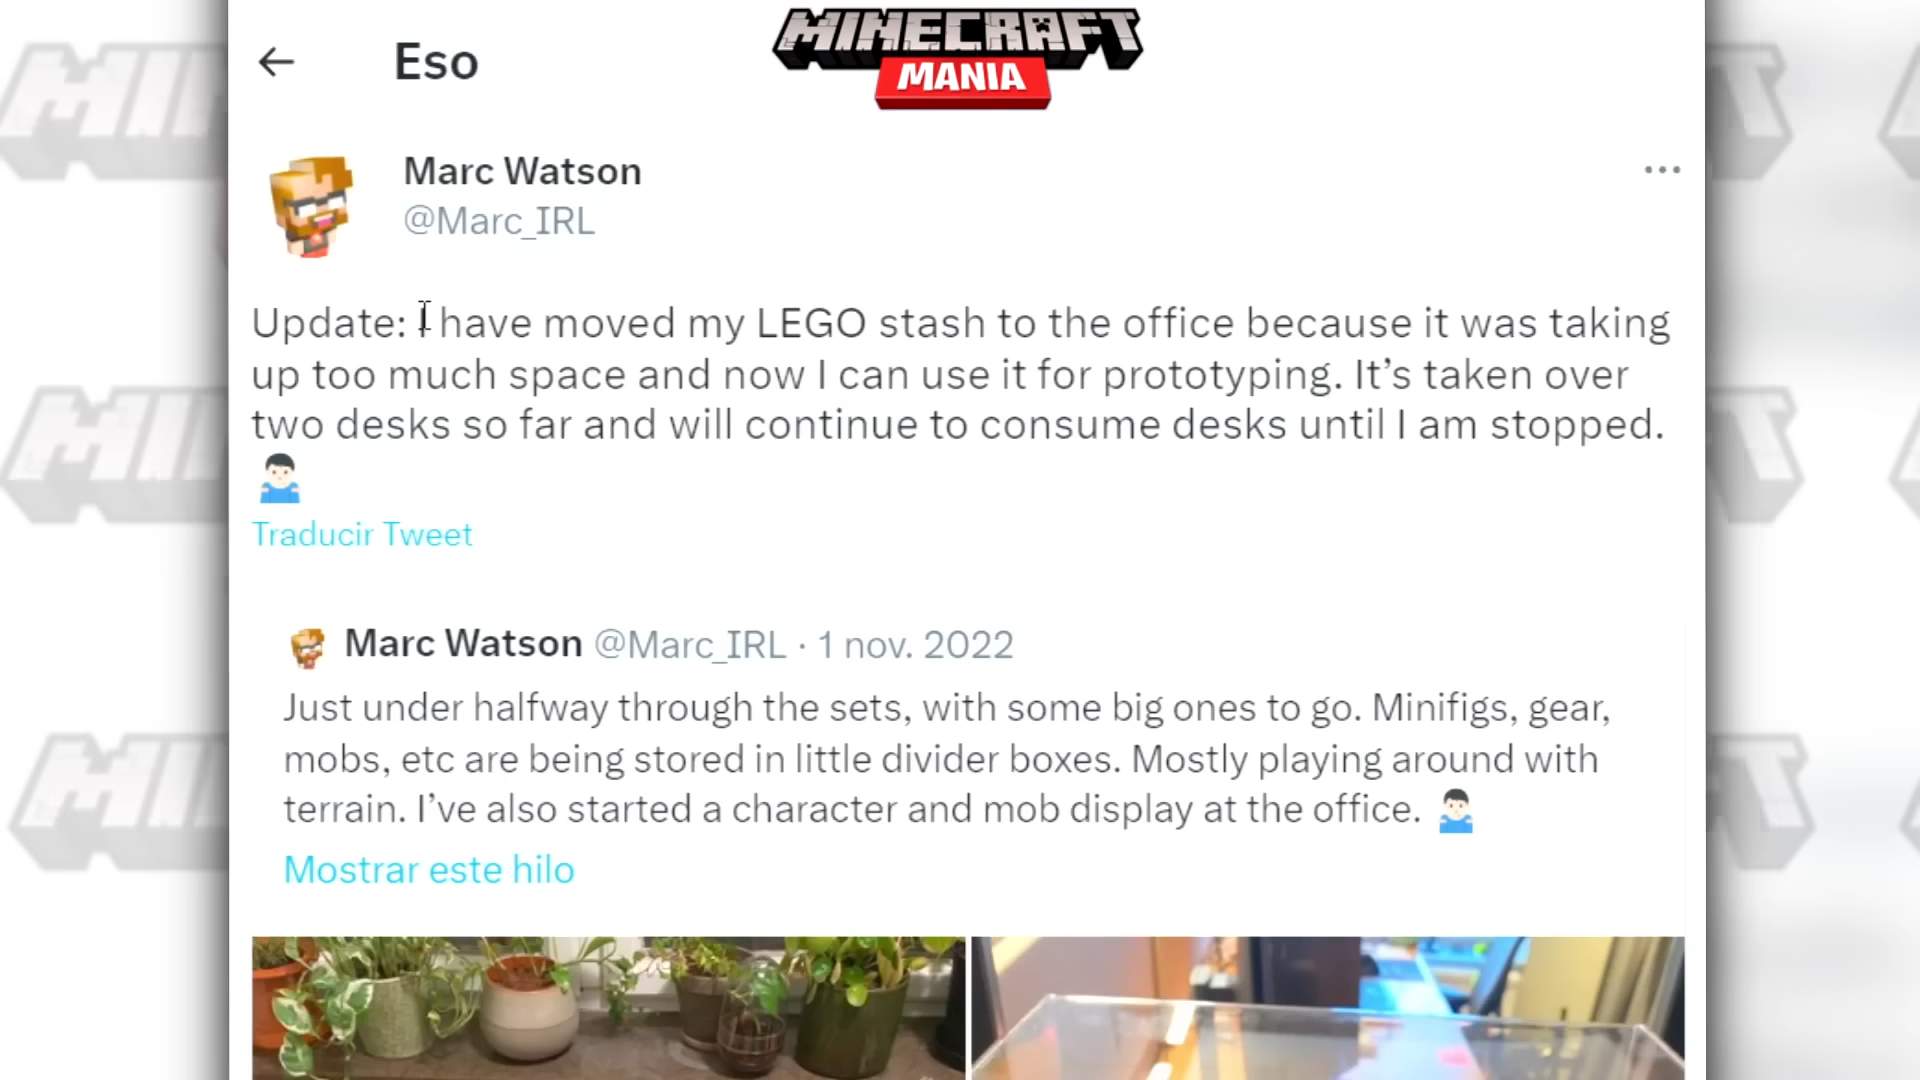 MINECRAFT
MANIA
Eso
Marc Watson
@Marc_IRL
Update: I have moved my LEGO stash to the office because it was taking
up too much space and now I can use it for prototyping. It’s taken over
two desks so far and will continue to consume desks until I am stopped.
Traducir Tweet
Marc Watson @Marc_IRL · 1 nov. 2022
Just under halfway through the sets, with some big ones to go. Minifigs, gear,
mobs, etc are being stored in little divider boxes. Mostly playing around with
terrain. I’ve also started a character and mob display at the office.
Mostrar este hilo